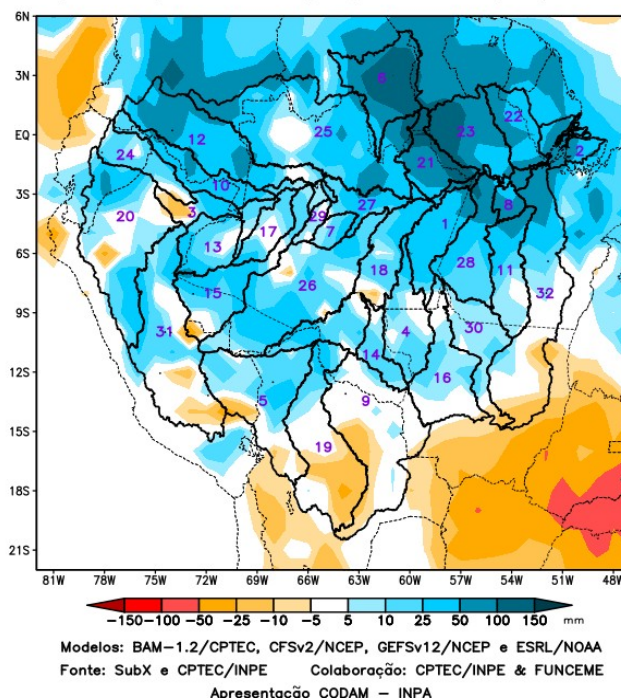 6N
3N
EQ
3S
6S
9S
12S
15S
18S
21S
6
12
25
23
22
24
21
2
10
27
8
20
3
17
29
7
1
13
18
28
11
15
26
32
31
4
30
14
16
5
9
19
81W 78W 75W 72W 69W 66W 63W 60W 57W 54W 51W 48W
-150 -100 -50 -25 -10 -5 5 10 25 50 100 150 mm
Modelos: BAM-1.2/CPTEC, CFSv2/NCEP, GEFSv12/NCEP e ESRL/NOAA
Fonte: SubX e CPTEC/INPE Colaboração: CPTEC/INPE & FUNCEME
Apresentação CODAM - INPA